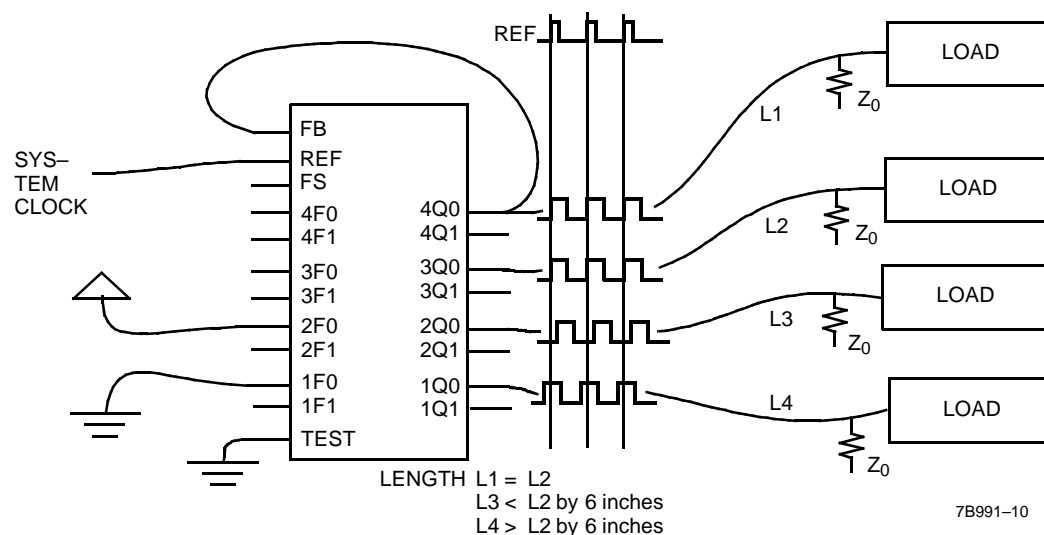 REF
LOAD
L1
Z0
FB
REF
FS
4F0
4F1
3F0
3F1
2F0
2F1
1F0
1F1
TEST
4Q0
4Q1
3Q0
3Q1
2Q0
2Q1
1Q0
1Q1
SYS–
TEM
CLOCK
LOAD
L2
Z0
LOAD
L3
Z0
LOAD
L4
Z0
LENGTH L1 = L2
L3 < L2 by 6 inches
L4 > L2 by 6 inches
7B991–10